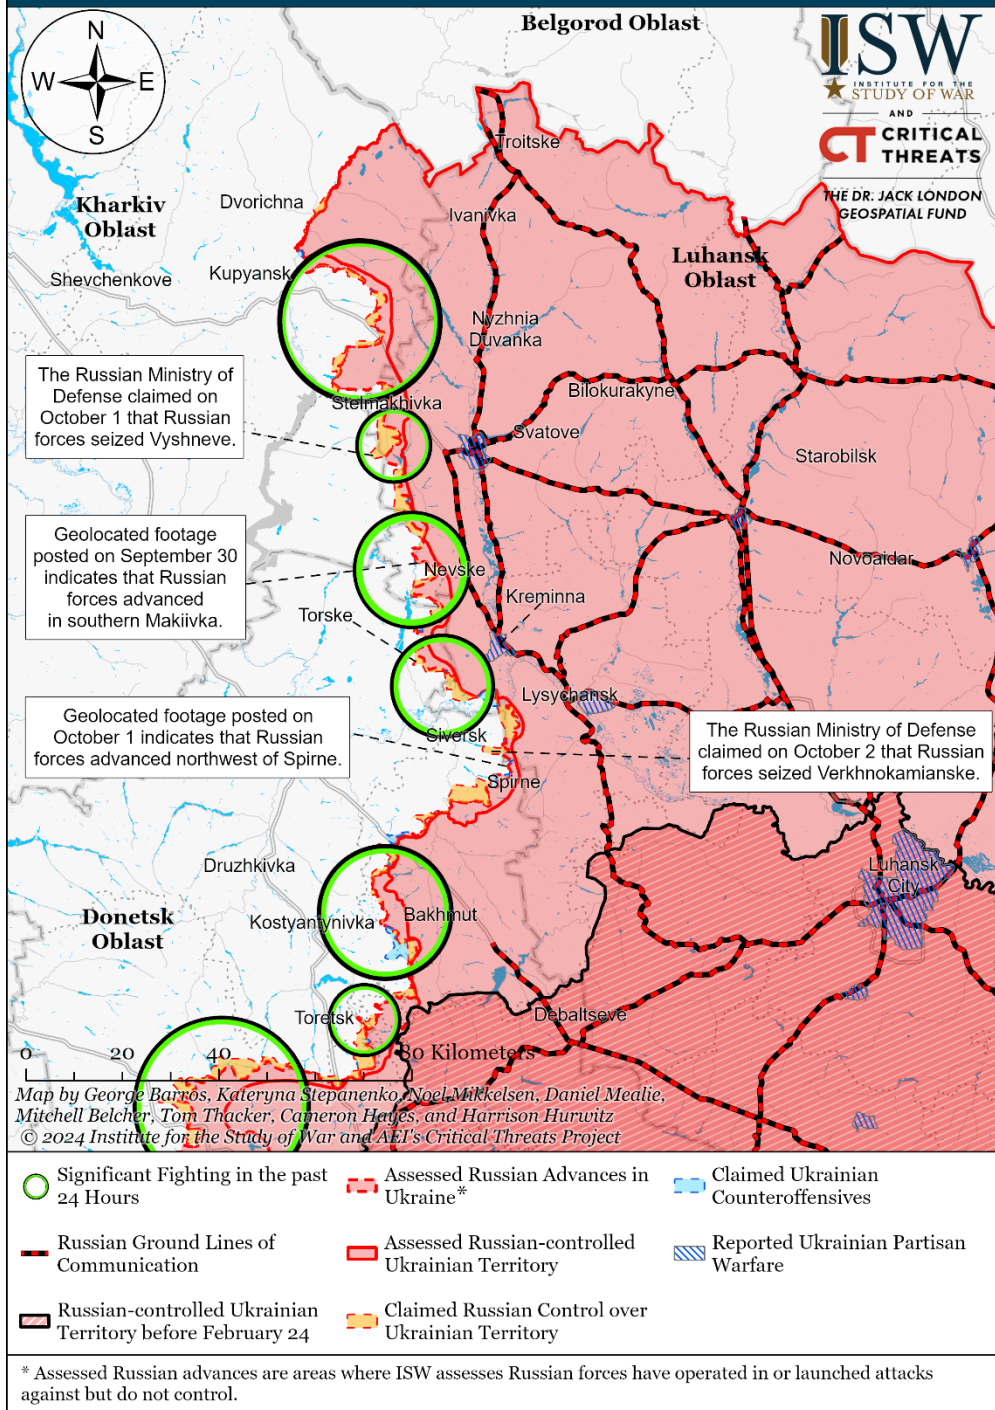 Belgorod Oblast
ISW
INSTITUTE FOR THE
STUDY OF WAR
AND
CT CRITICAL
THREATS
THE DR. JACK LONDON
GEOSPATIAL FUND
N
W E
S
Troitske
Dvorichna
Kharkiv
Oblast
Ivanivka
Luhansk
Oblast
Shevchenkove
Kupyansk
Nyzhnia
Duvanka
The Russian Ministry of
Defense claimed on
October 1 that Russian
forces seized Vyshneve.
Stelmakhivka
Bilokurakyne
Svatove
Starobilsk
Geolocated footage
posted on September 30
indicates that Russian
forces advanced
in southern Makiivka.
Nevske
Novoaidar
Kreminna
Torske
Lysychansk
Geolocated footage posted on
October 1 indicates that Russian
forces advanced northwest of Spirne.
Siversk
The Russian Ministry of Defense
claimed on October 2 that Russian
forces seized Verkhnokamianske.
Spirne
Druzhkivka
Luhansk
City
Donetsk
Oblast
Kostyantynivka
Bakhmut
Toretsk
Debaltseve
0 20 40 80 Kilometers
Map by George Barros, Kateryna Stepanenko, Noel Mikkelsen, Daniel Mealie,
Mitchell Belcher, Tom Thacker, Cameron Hayes, and Harrison Hurwitz
© 2024 Institute for the Study of War and AEI's Critical Threats Project
Significant Fighting in the past
24 Hours
Assessed Russian Advances in
Ukraine*
Claimed Ukrainian
Counteroffensives
Russian Ground Lines of
Communication
Assessed Russian-controlled
Ukrainian Territory
Reported Ukrainian Partisan
Warfare
Russian-controlled Ukrainian
Territory before February 24
Claimed Russian Control over
Ukrainian Territory
* Assessed Russian advances are areas where ISW assesses Russian forces have operated in or launched attacks
against but do not control.